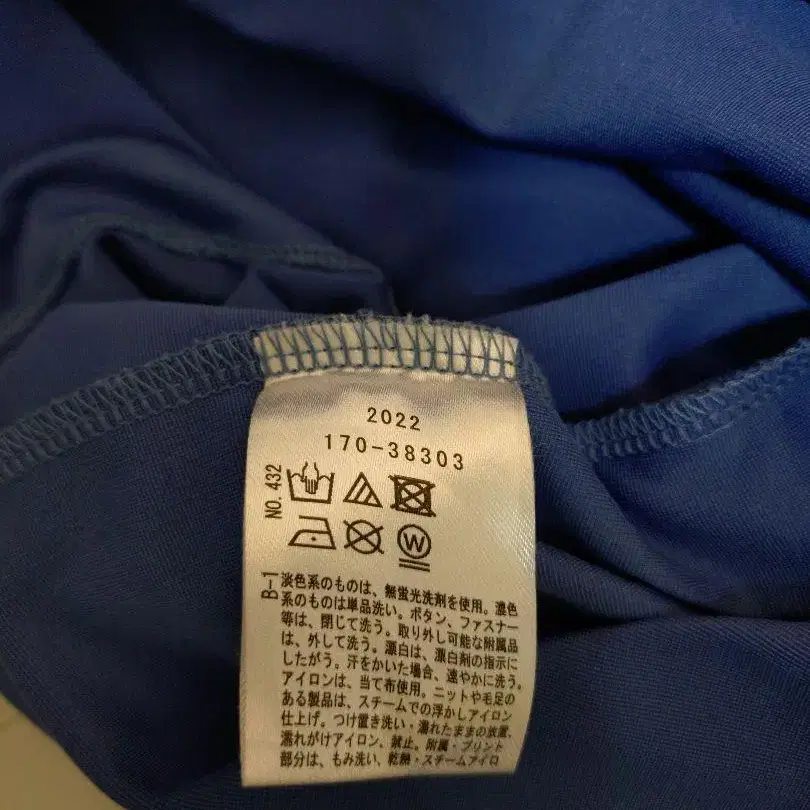 2022
170-38303
NO. 432
W
B-1
淡色系のものは、無蛍光洗剤を使用。濃色
系のものは単品洗い。ボタン、ファスナー
等は、閉じて洗う。取り外し可能な附属品
は、外して洗う。漂白は、漂白剤の指示に
したがう。汗をかいた場合、速やかに洗う。
アイロンは、当て布使用。ニットや毛足の
ある製品は、スチームでの浮かしアイロン
仕上げ。つけ置き洗い・濡れたままの放置、
濡れがけアイロン、禁止。附属・プリント
部分は、もみ洗い、乾機・スチームアイロ